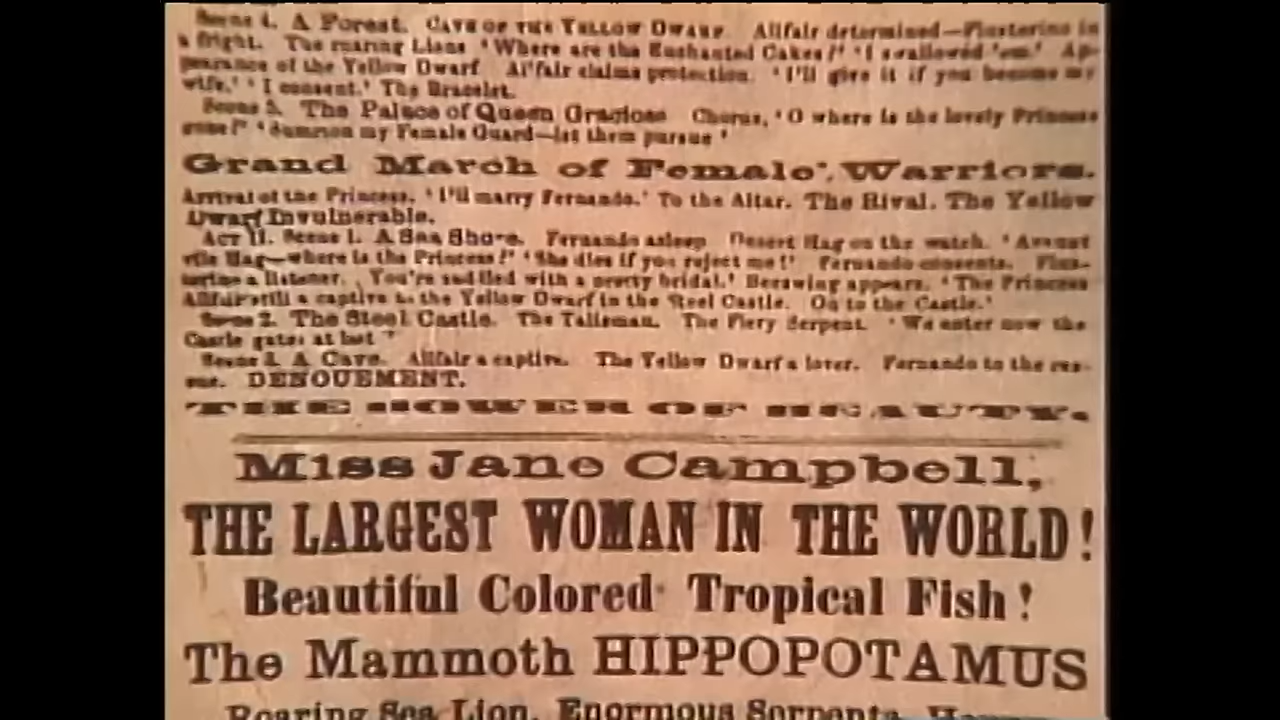 Scene 4. A Forest. CAVE OF THE YELLOW DWARF. Allfair determined—Flusterino in
a fright. The roaring Lions 'Where are the Enchanted Cakes?' 'I swallowed 'em.' Ap-
pearance of the Yellow Dwarf Allfair claims protection. 'I'll give it if you become my
wife.' 'I consent.' The Bracelet.
Scene 5. The Palace of Queen Graciosa Chorus, 'O where is the lovely Princess
gone?' 'Summon my Female Guard—let them pursue'
Grand March of Female Warriors.
Arrival of the Princess. 'I'll marry Fernando.' To the Altar. The Rival. The Yellow
Dwarf Invulnerable.
ACT II. Scene 1. A Sea Shore. Fernando asleep Desert Hag on the watch. 'Avaunt
vile Hag—where is the Princess?' 'She dies if you reject me!' Fernando consents. Flus-
terino a listener. You're saddled with a pretty bridal.' appears. 'The Princess
Allfair still a captive to the Yellow Dwarf in the Steel Castle. On to the Castle.'
Scene 2. The Steel Castle. The Talisman. The Fiery Serpent. 'We enter now the
Castle gates at last'
Scene 3. A Cave. Allfair a captive. The Yellow Dwarf a lover. Fernando to the res-
cue. DENOUEMENT.
THE BOWER OF BEAUTY.
Miss Jane Campbell,
THE LARGEST WOMAN IN THE WORLD!
Beautiful Colored Tropical Fish!
The Mammoth HIPPOPOTAMUS
Roaring Sea Lion, Enormous Serpents,